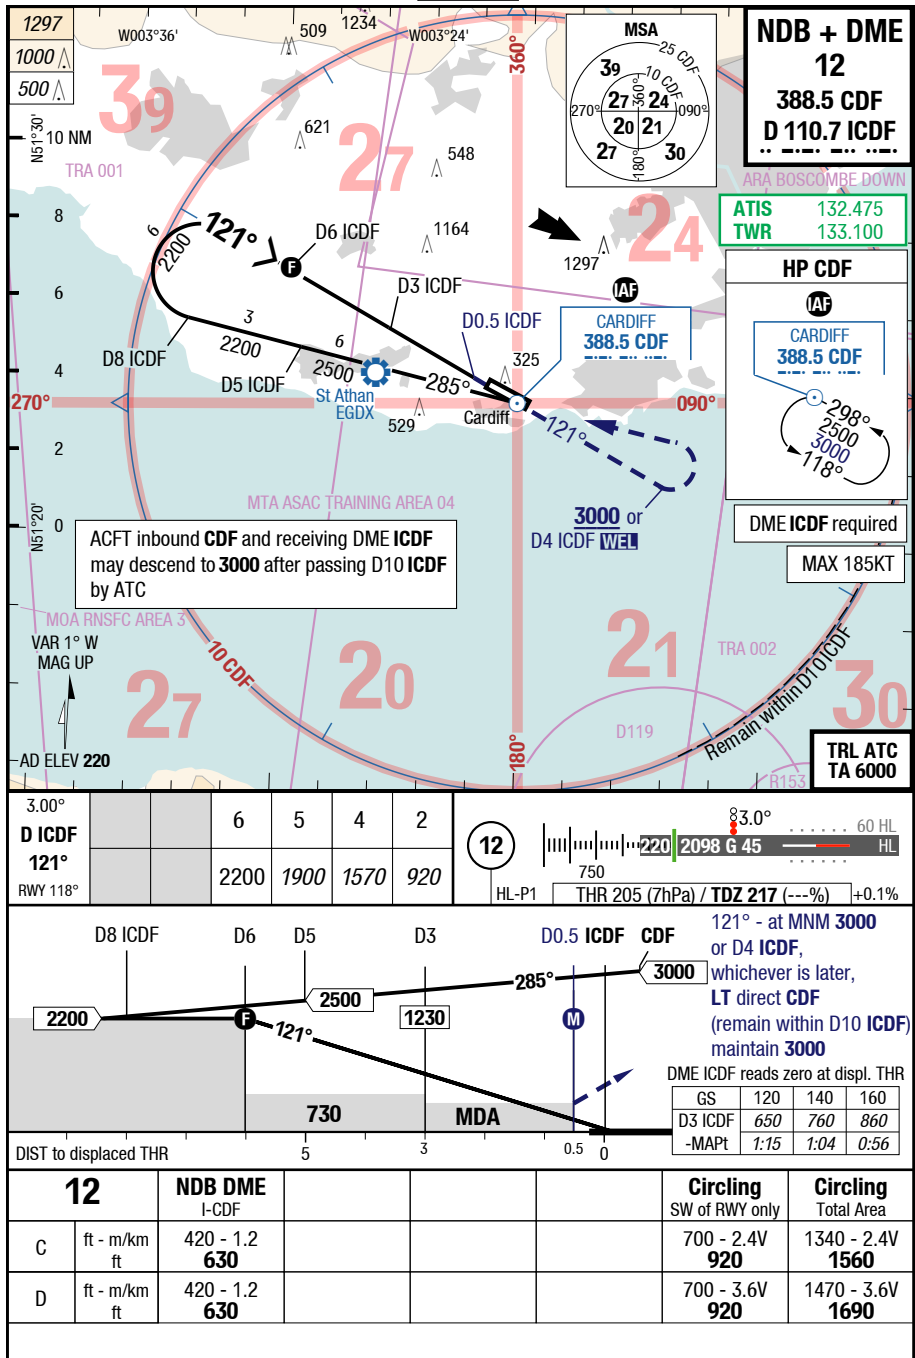 1297
1000
500
W003°36'
509
1234
W003°24'
360°
MSA
25 CDF
10 CDF
39
27 24
20 21
27 30
360°
270°
090°
180°
NDB + DME
12
388.5 CDF
D 110.7 ICDF
N51°30'
10 NM
39
621
27
548
TRA 001
ARA BOSCOMBE DOWN
ATIS 132.475
TWR 133.100
8
6
2200
121°
D6 ICDF
F
1164
24
1297
HP CDF
IAF
CARDIFF
388.5 CDF
298°
2500
3000
118°
6
D3 ICDF
IAF
CARDIFF
388.5 CDF
D0.5 ICDF
3
2200
6
2500
D8 ICDF
D5 ICDF
325
4
285°
St Athan
EGDX
529
Cardiff
270°
090°
121°
2
MTA ASAC TRAINING AREA 04
3000 or
D4 ICDF WEL
DME ICDF required
MAX 185KT
N51°20'
0
ACFT inbound CDF and receiving DME ICDF
may descend to 3000 after passing D10 ICDF
by ATC
MOA RNSFC AREA 3
VAR 1° W
MAG UP
27
10 CDF
20
21
TRA 002
30
Remain within D10 ICDF
D119
180°
R153
AD ELEV 220
TRL ATC
TA 6000
3.00°
D ICDF
121°
RWY 118°
6 5 4 2
2200 1900 1570 920
12
HL-P1
750
220 2098 G 45
3.0°
60 HL
HL
THR 205 (7hPa) / TDZ 217 (---%)
+0.1%
D8 ICDF D6 D5 D3 D0.5 ICDF CDF
285°
3000
2500
2200
F
121°
1230
M
730
MDA
DIST to displaced THR
5 3 0.5 0
121° - at MNM 3000
or D4 ICDF,
whichever is later,
LT direct CDF
(remain within D10 ICDF)
maintain 3000
DME ICDF reads zero at displ. THR
GS 120 140 160
D3 ICDF 650 760 860
-MAPt 1:15 1:04 0:56
12
NDB DME
I-CDF
Circling
SW of RWY only
Circling
Total Area
C
ft - m/km
ft
420 - 1.2
630
700 - 2.4V
920
1340 - 2.4V
1560
D
ft - m/km
ft
420 - 1.2
630
700 - 3.6V
920
1470 - 3.6V
1690